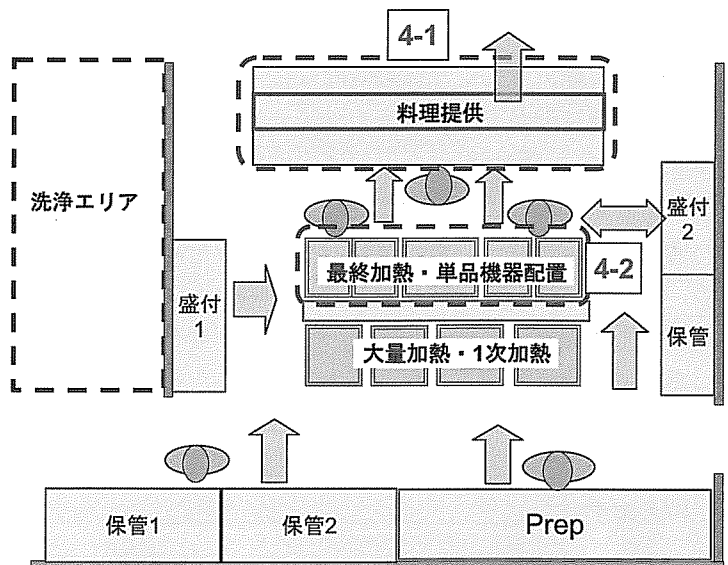 4-1
料理提供
洗浄エリア
盛付
2
最終加熱・単品機器配置
4-2
盛付
1
保管
大量加熱・1次加熱
保管1
保管2
Prep